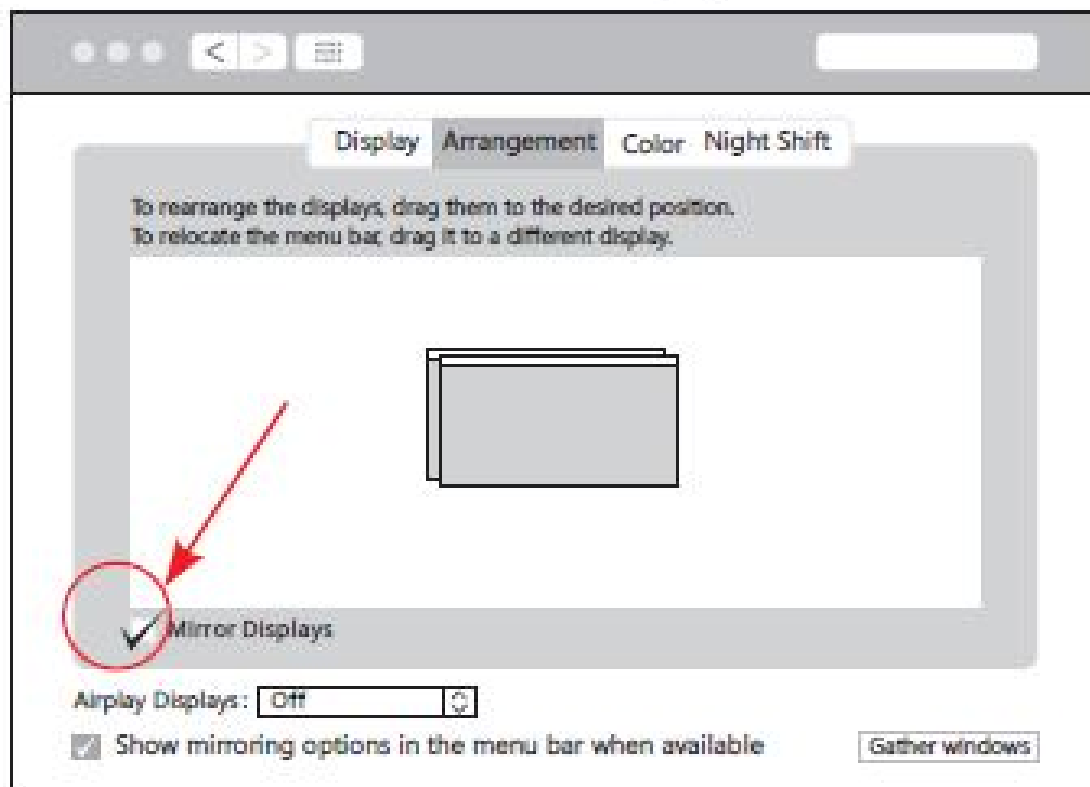 Display Arrangement Color Night Shift
To rearrange the displays, drag them to the desired position.
To relocate the menu bar, drag it to a different display.
Mirror Displays
Airplay Displays: Off
Show mirroring options in the menu bar when available Gather windows